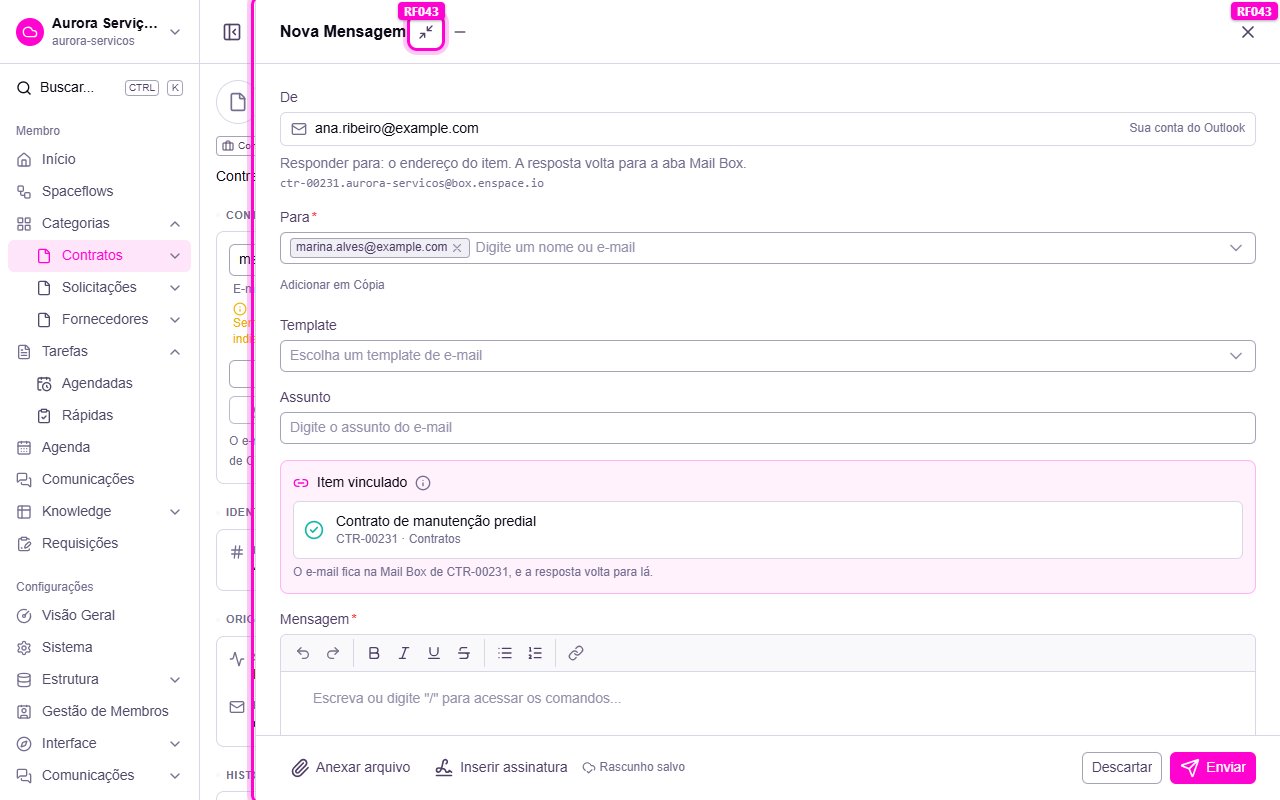 Aurora Serviç...
aurora-servicos
Buscar...
CTRL K
Membro
Início
Spaceflows
Categorias
Contratos
Solicitações
Fornecedores
Tarefas
Agendadas
Rápidas
Agenda
Comunicações
Knowledge
Requisições
Configurações
Visão Geral
Sistema
Estrutura
Gestão de Membros
Interface
Comunicações
RF043
RF043
Nova Mensagem
De
ana.ribeiro@example.com
Sua conta do Outlook
Responder para: o endereço do item. A resposta volta para a aba Mail Box.
ctr-00231.aurora-servicos@box.enspace.io
Para*
marina.alves@example.com
Digite um nome ou e-mail
Adicionar em Cópia
Template
Escolha um template de e-mail
Assunto
Digite o assunto do e-mail
Item vinculado
Contrato de manutenção predial
CTR-00231 · Contratos
O e-mail fica na Mail Box de CTR-00231, e a resposta volta para lá.
Mensagem*
Escreva ou digite "/" para acessar os comandos...
Anexar arquivo
Inserir assinatura
Rascunho salvo
Descartar
Enviar